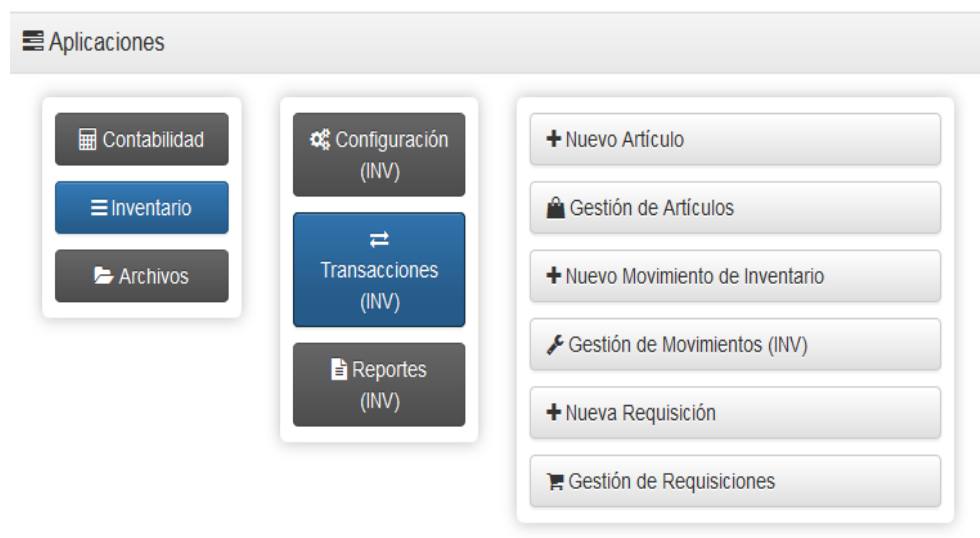 Aplicaciones
Contabilidad
Inventario
Archivos
Configuración
(INV)
Transacciones
(INV)
Reportes
(INV)
Nuevo Artículo
Gestión de Artículos
Nuevo Movimiento de Inventario
Gestión de Movimientos (INV)
Nueva Requisición
Gestión de Requisiciones